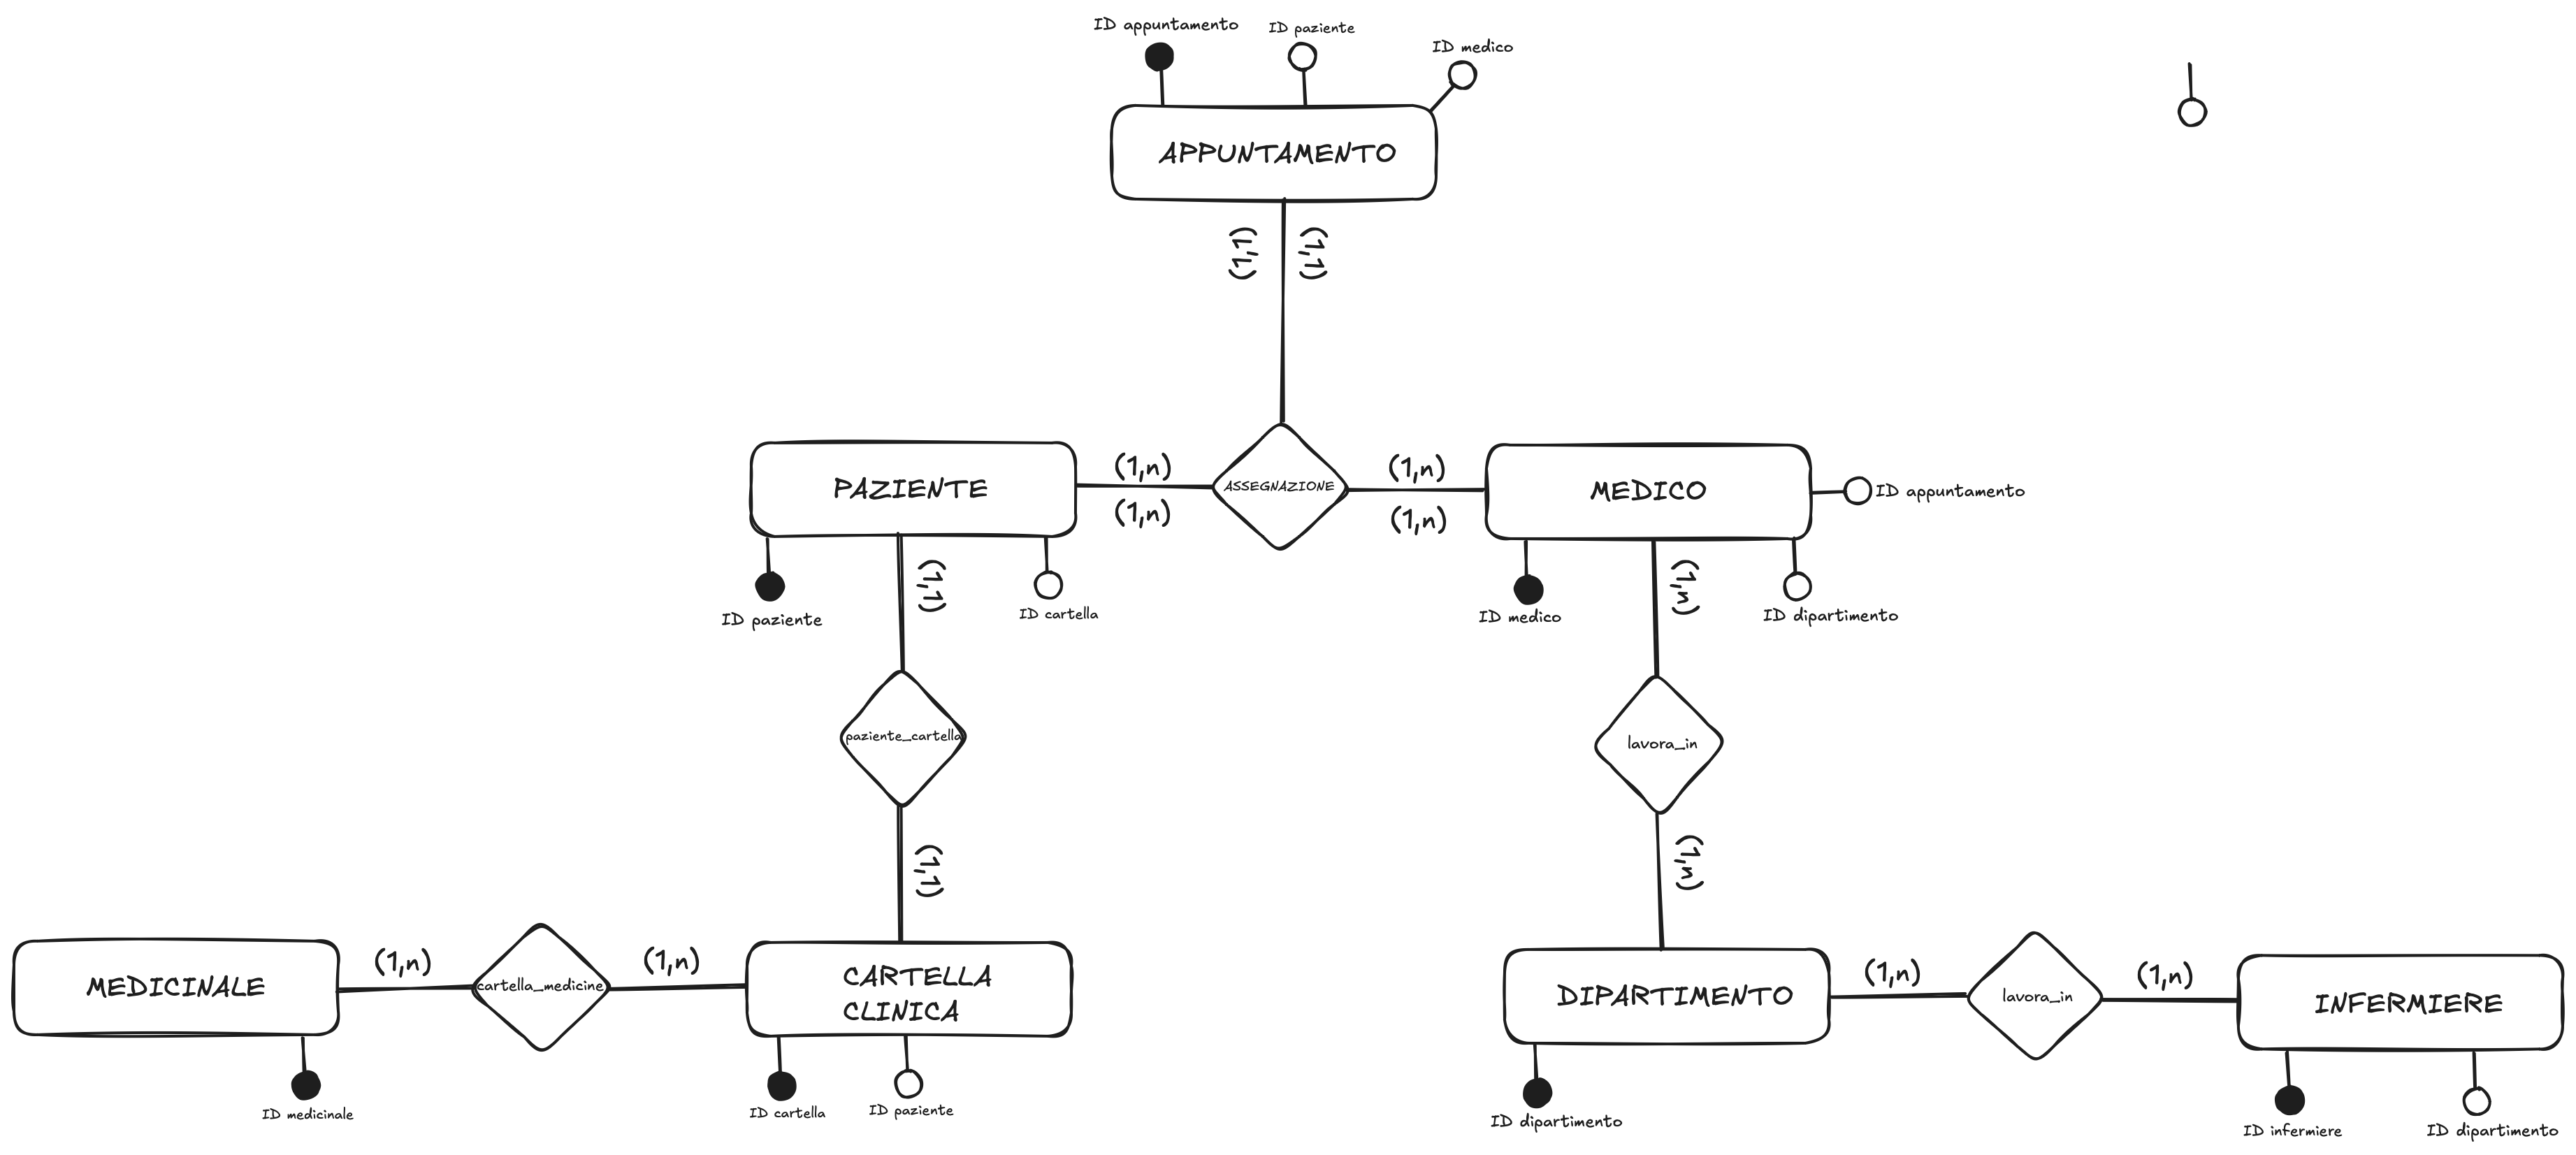 ID appuntamento
ID paziente
ID medico
APPUNTAMENTO
(1,1)
(1,1)
PAZIENTE
(1,n)
(1,n)
ASSEGNAZIONE
(1,n)
(1,n)
MEDICO
ID appuntamento
ID paziente
(1,1)
ID cartella
ID medico
(1,n)
ID dipartimento
paziente_cartella
lavora_in
(1,1)
(1,n)
MEDICINALE
(1,n)
cartella_medicine
(1,n)
CARTELLA
CLINICA
DIPARTIMENTO
(1,n)
lavora_in
(1,n)
INFERMIERE
ID medicinale
ID cartella
ID paziente
ID dipartimento
ID infermiere
ID dipartimento